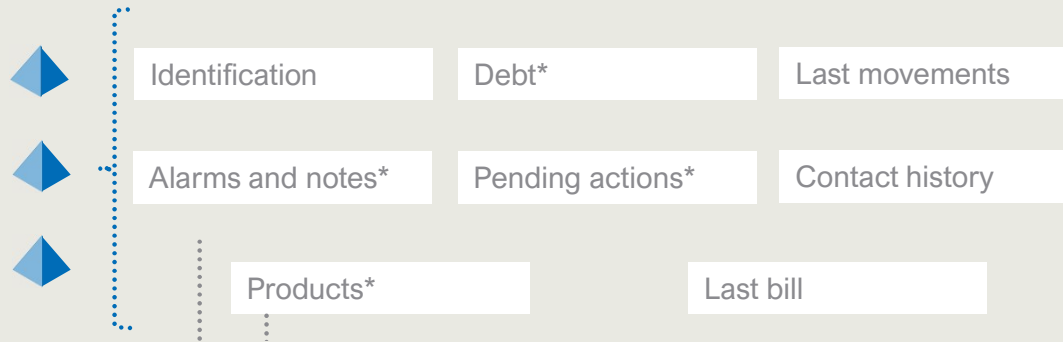 Identification
Debt*
Last movements
Alarms and notes*
Pending actions*
Contact history
Products*
Last bill